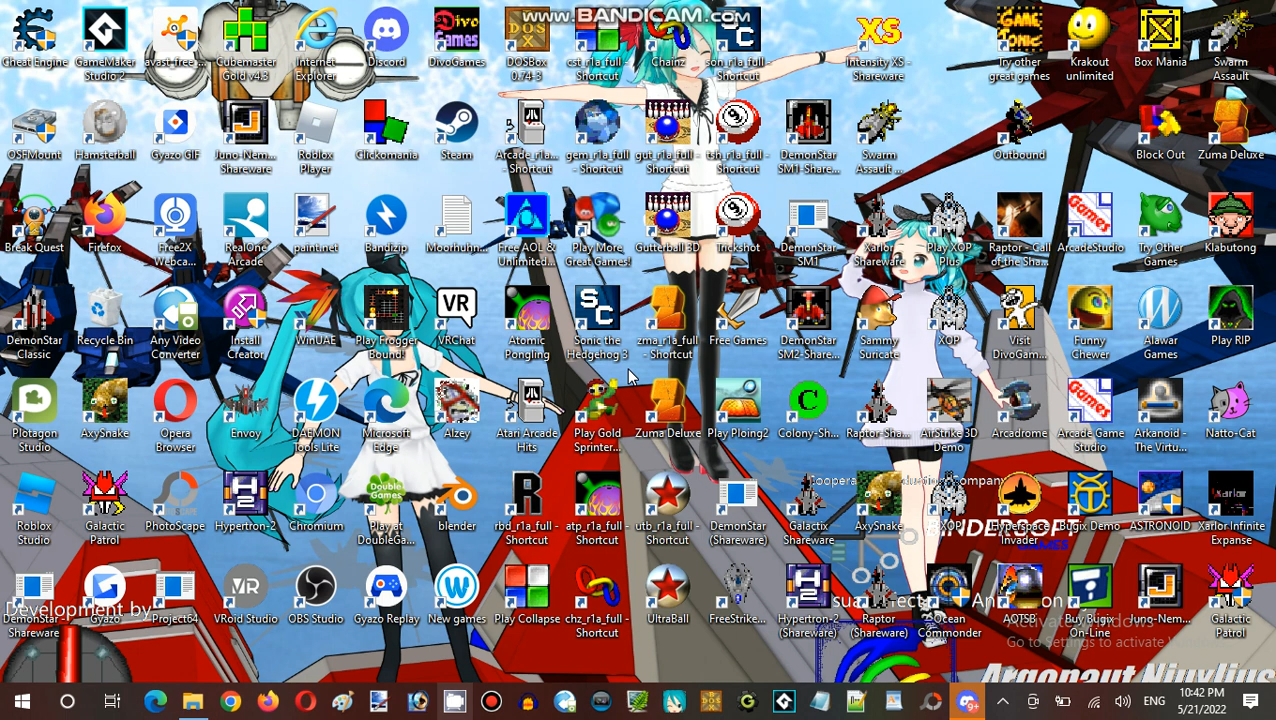 www.BANDICAM.com
Cheat Engine
GameMaker
Studio 2
avast_free_...
Cubemaster
Gold v4.3
Internet
Explorer
Discord
DivoGames
DOSBox
0.74-3
cst_r1a_full -
Shortcut
Chainz
son_r1a_full -
Shortcut
Intensity XS -
Shareware
Try other
great games
Krakout
unlimited
Box Mania
Swarm
Assault
OSFMount
Hamsterball
Gyazo GIF
Juno-Nem...
Shareware
Roblox
Player
Clickomania
Steam
Arcade_r1a...
- Shortcut
gem_r1a_full
- Shortcut
gut_r1a_full -
Shortcut
tsh_r1a_full -
Shortcut
DemonStar
SM1-Share...
Swarm
Assault ...
Outbound
Block Out
Zuma Deluxe
Break Quest
Firefox
Free2X
Webca...
RealOne
Arcade
paintnet
Bandizip
Moorhuhn...
Free AOL &
Unlimited...
Play More
Great Games!
Gutterball 3D
Trickshot
DemonStar
SM1
Xarlor
Shareware
Play XOP
Plus
Raptor - Call
of the Sha...
ArcadeStudio
Try Other
Games
Klabutong
DemonStar
Classic
Recycle Bin
Any Video
Converter
Install
Creator
WinUAE
Play Frogger
Bound!
VRChat
Atomic
Pongling
Sonic the
Hedgehog 3
zma_r1a_full
- Shortcut
Free Games
DemonStar
SM2-Share...
Sammy
Suricate
XOP
Visit
DivoGam...
Funny
Chewer
Alawar
Games
Play RIP
Plotagon
Studio
AxySnake
Opera
Browser
Envoy
DAEMON
Tools Lite
Microsoft
Edge
Alzey
Atari Arcade
Hits
Play Gold
Sprinter...
Zuma Deluxe
Play Ploing2
Colony-Sh...
Raptor-Sha...
AirStrike 3D
Demo
Arcadrome
Arcade Game
Studio
Arkanoid -
The Virtu...
Natto-Cat
Roblox
Studio
Galactic
Patrol
PhotoScape
Hypertron-2
Chromium
Play at
DoubleGa...
blender
rbd_r1a_full -
Shortcut
atp_r1a_full -
Shortcut
utb_r1a_full -
Shortcut
DemonStar
(Shareware)
Galactix
Shareware
AxySnake
XOP
Hyperspace
Invader
Bugix Demo
ASTRONOID
Xarlor Infinite
Expanse
DemonStar
Shareware
Gyazo
Project64
VRoid Studio
OBS Studio
Gyazo Replay
New games
Play Collapse
chz_r1a_full -
Shortcut
UltraBall
FreeStrike...
Hypertron-2
(Shareware)
Raptor
(Shareware)
Ocean
Commonder
AOTSB
Buy Bugix
On-Line
Juno-Nem...
Galactic
Patrol
Development by
Activate Windows
Go to Settings to activate
ENG
10:42 PM
5/21/2022